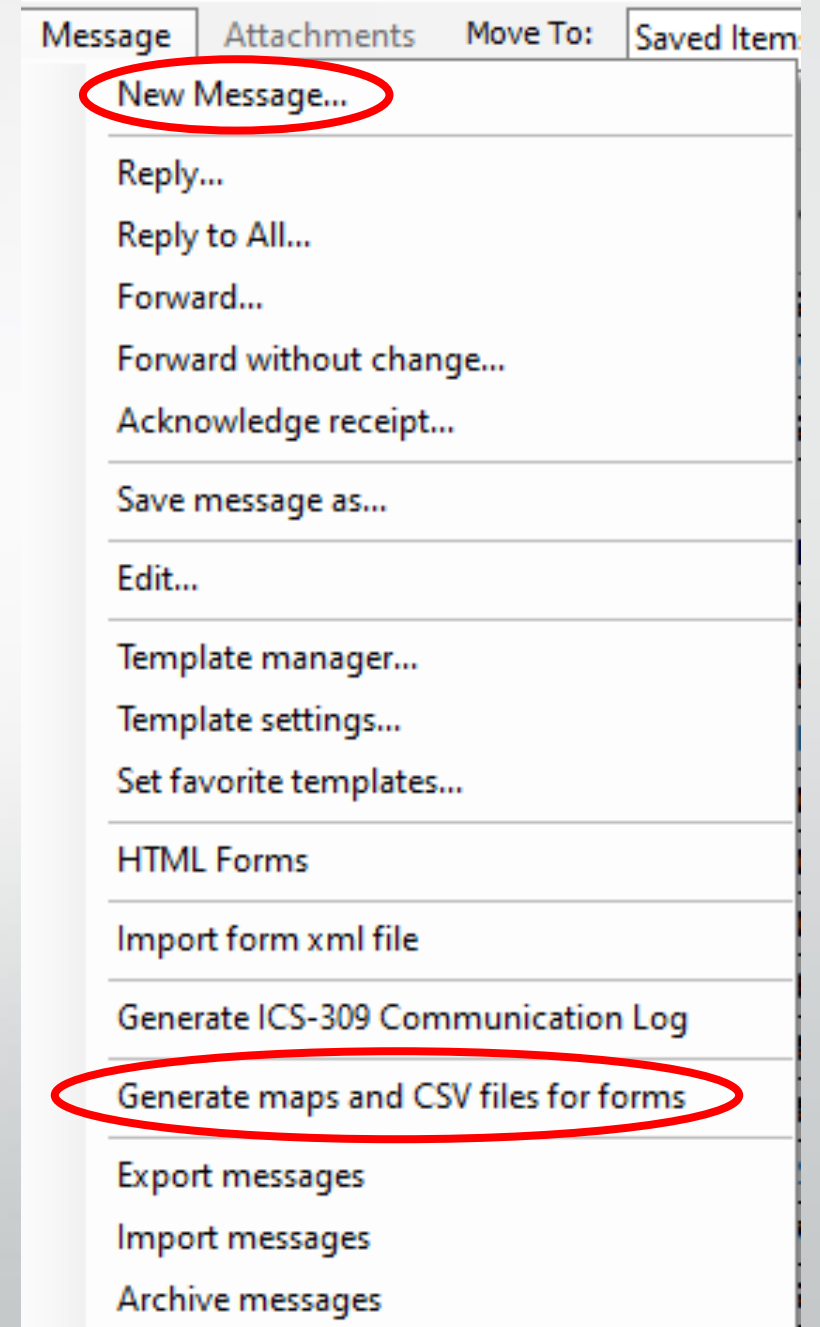 Message Attachments Move To: Saved Item
New Message...
Reply...
Reply to All...
Forward...
Forward without change...
Acknowledge receipt...
Save message as...
Edit...
Template manager...
Template settings...
Set favorite templates...
HTML Forms
Import form xml file
Generate ICS-309 Communication Log
Generate maps and CSV files for forms
Export messages
Import messages
Archive messages